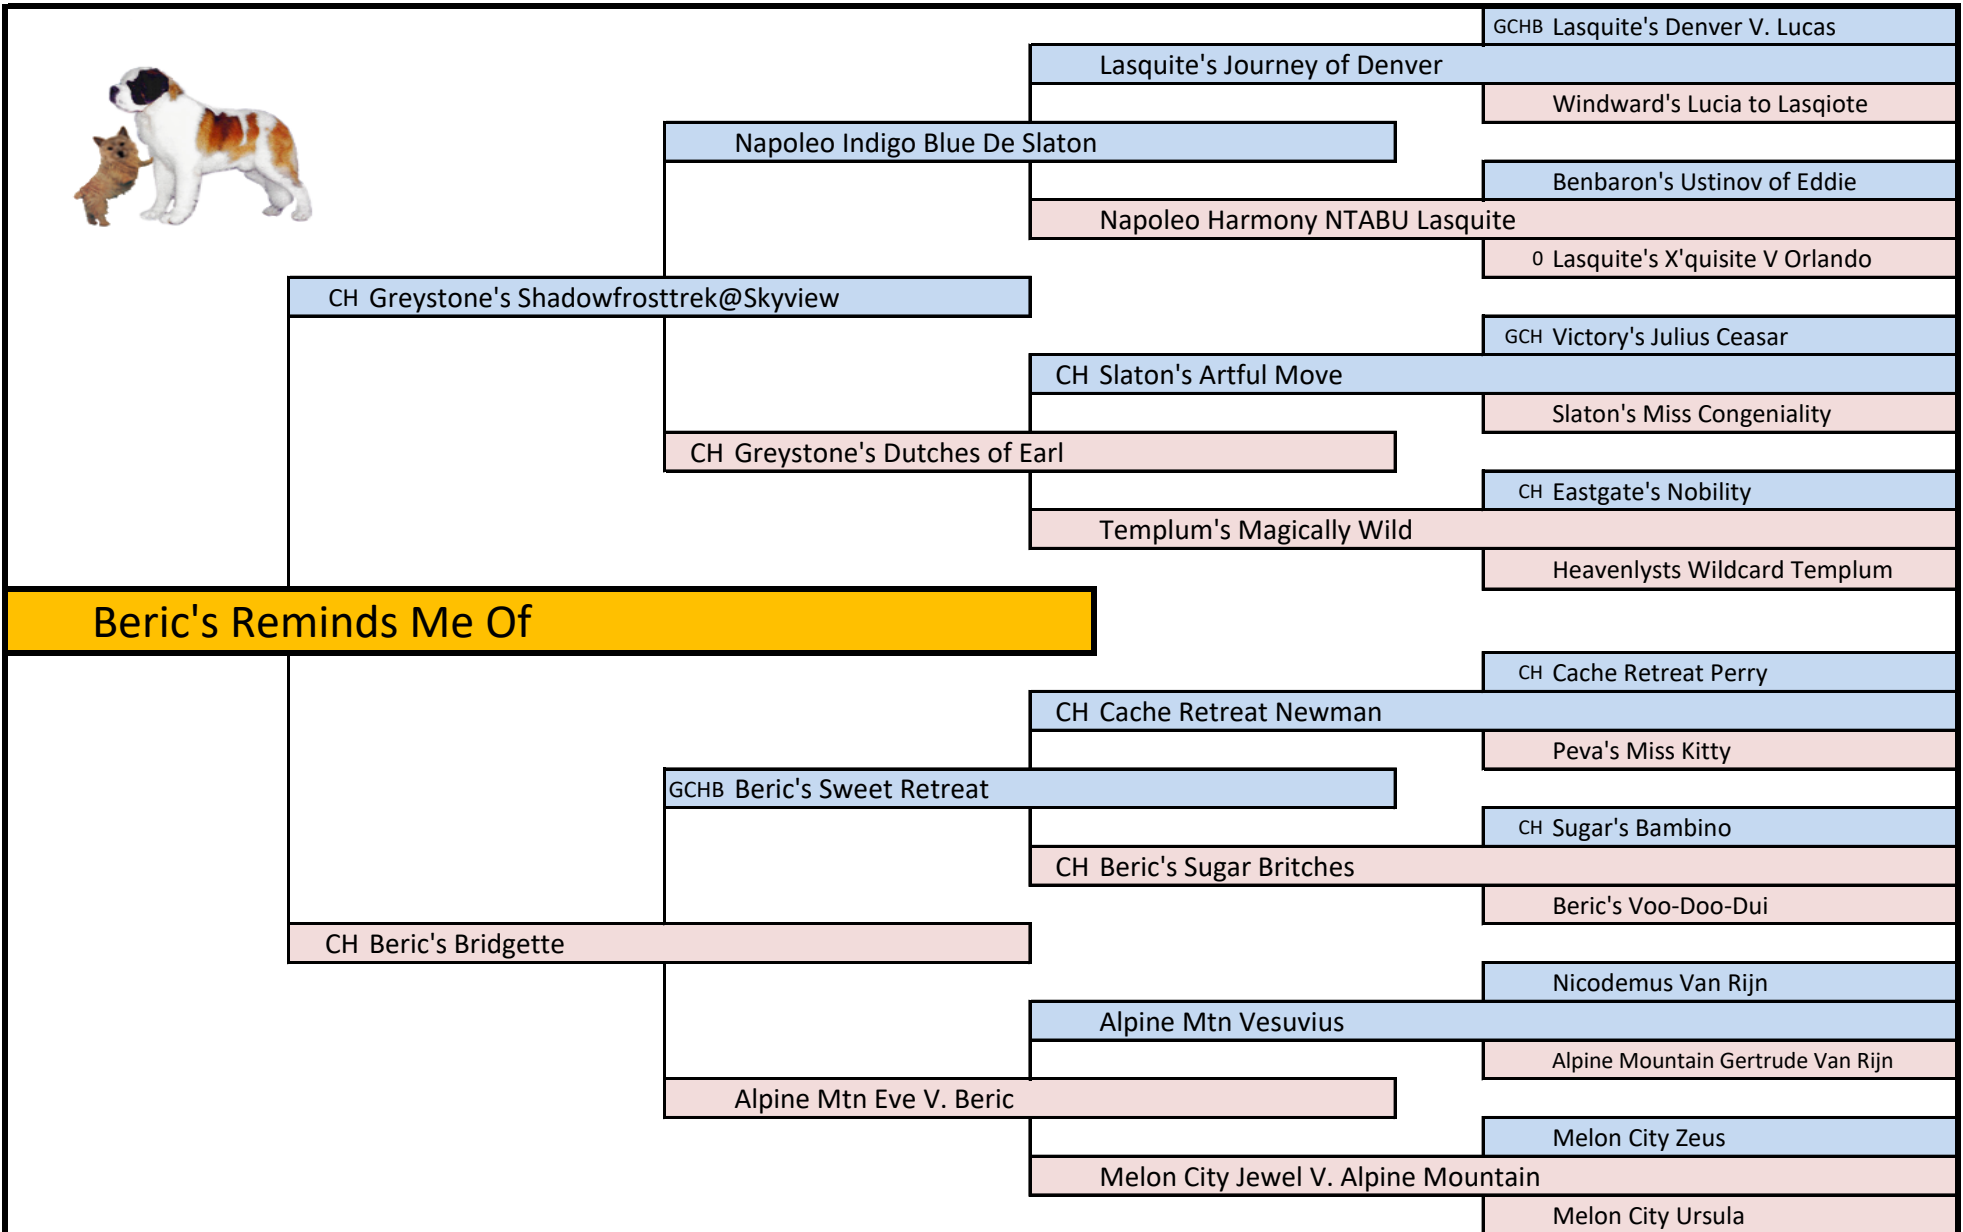 GCHB Lasquite's Denver V. Lucas
Lasquite's Journey of Denver
Windward's Lucia to Lasqiote
Napoleo Indigo Blue De Slaton
Benbaron's Ustinov of Eddie
Napoleo Harmony NTABU Lasquite
0 Lasquite's X'quisite V Orlando
CH Greystone's Shadowfrosttrek@Skyview
GCH Victory's Julius Ceasar
CH Slaton's Artful Move
Slaton's Miss Congeniality
CH Greystone's Dutches of Earl
CH Eastgate's Nobility
Templum's Magically Wild
Heavenlysts Wildcard Templum
Beric's Reminds Me Of
CH Cache Retreat Perry
CH Cache Retreat Newman
Peva's Miss Kitty
GCHB Beric's Sweet Retreat
CH Sugar's Bambino
CH Beric's Sugar Britches
Beric's Voo-Doo-Dui
CH Beric's Bridgette
Nicodemus Van Rijn
Alpine Mtn Vesuvius
Alpine Mountain Gertrude Van Rijn
Alpine Mtn Eve V. Beric
Melon City Zeus
Melon City Jewel V. Alpine Mountain
Melon City Ursula